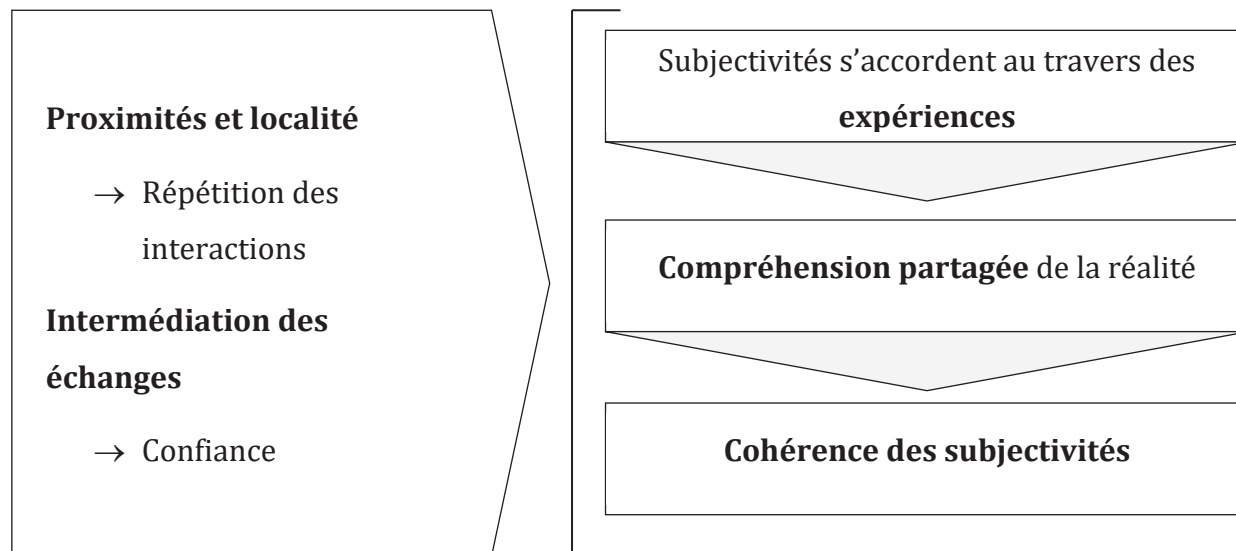 Proximités et localité
→ Répétition des
interactions
Intermédiation des
échanges
→ Confiance
Subjectivités s’accordent au travers des
expériences
Compréhension partagée de la réalité
Cohérence des subjectivités